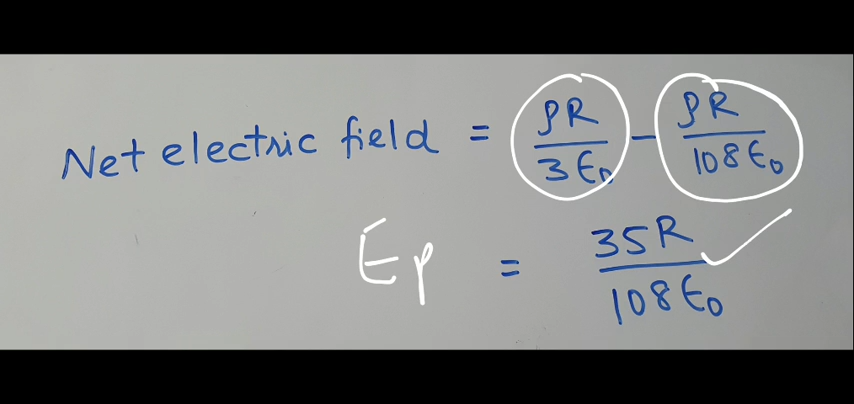 Net electric field = ρR/3ε₀ − ρR/108ε₀
Eρ = 35R/108ε₀